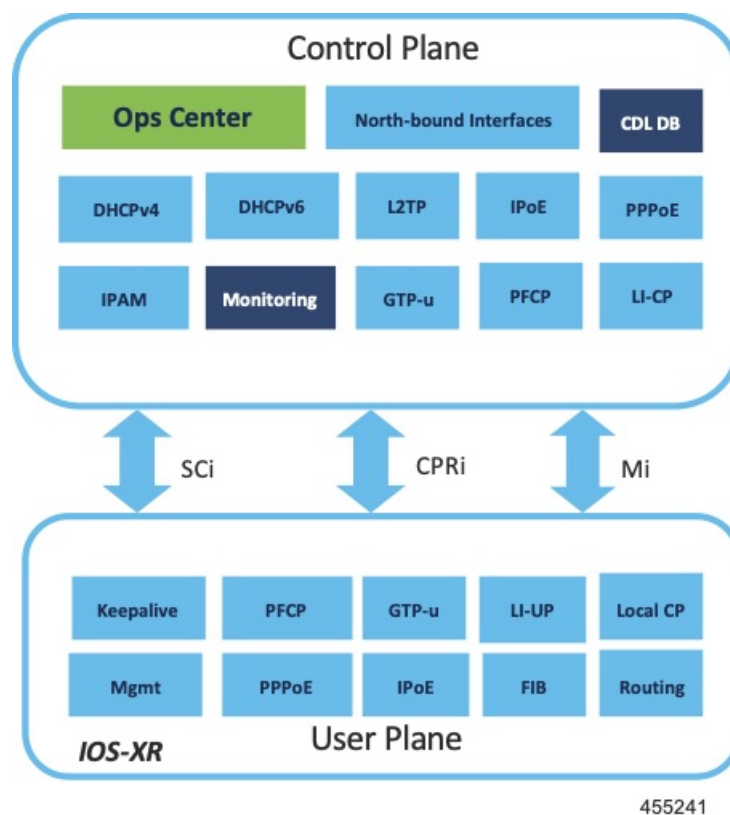 Control Plane
Ops Center
North-bound Interfaces
CDL DB
DHCPv4
DHCPv6
L2TP
IPoE
PPPoE
IPAM
Monitoring
GTP-u
PFCP
LI-CP
SCi
CPRi
Mi
Keepalive
PFCP
GTP-u
LI-UP
Local CP
Mgmt
PPPoE
IPoE
FIB
Routing
IOS-XR
User Plane
455241